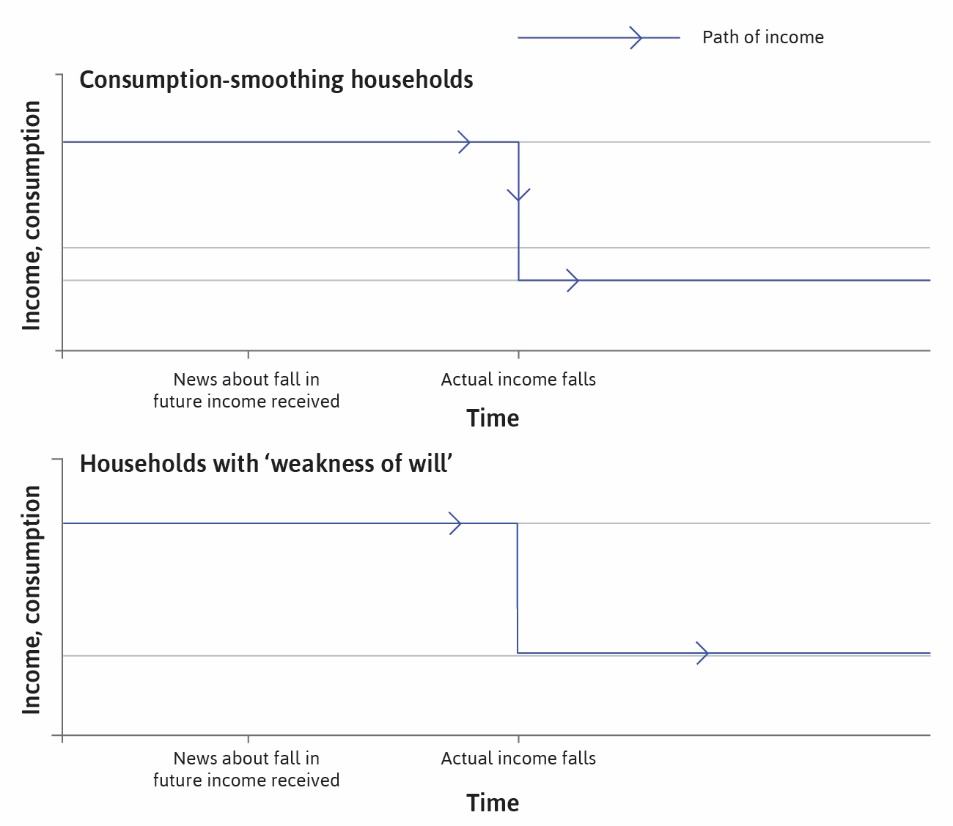 Path of income
Consumption-smoothing households
Income, consumption
News about fall in
future income received
Actual income falls
Time
Households with ‘weakness of will’
Income, consumption
News about fall in
future income received
Actual income falls
Time